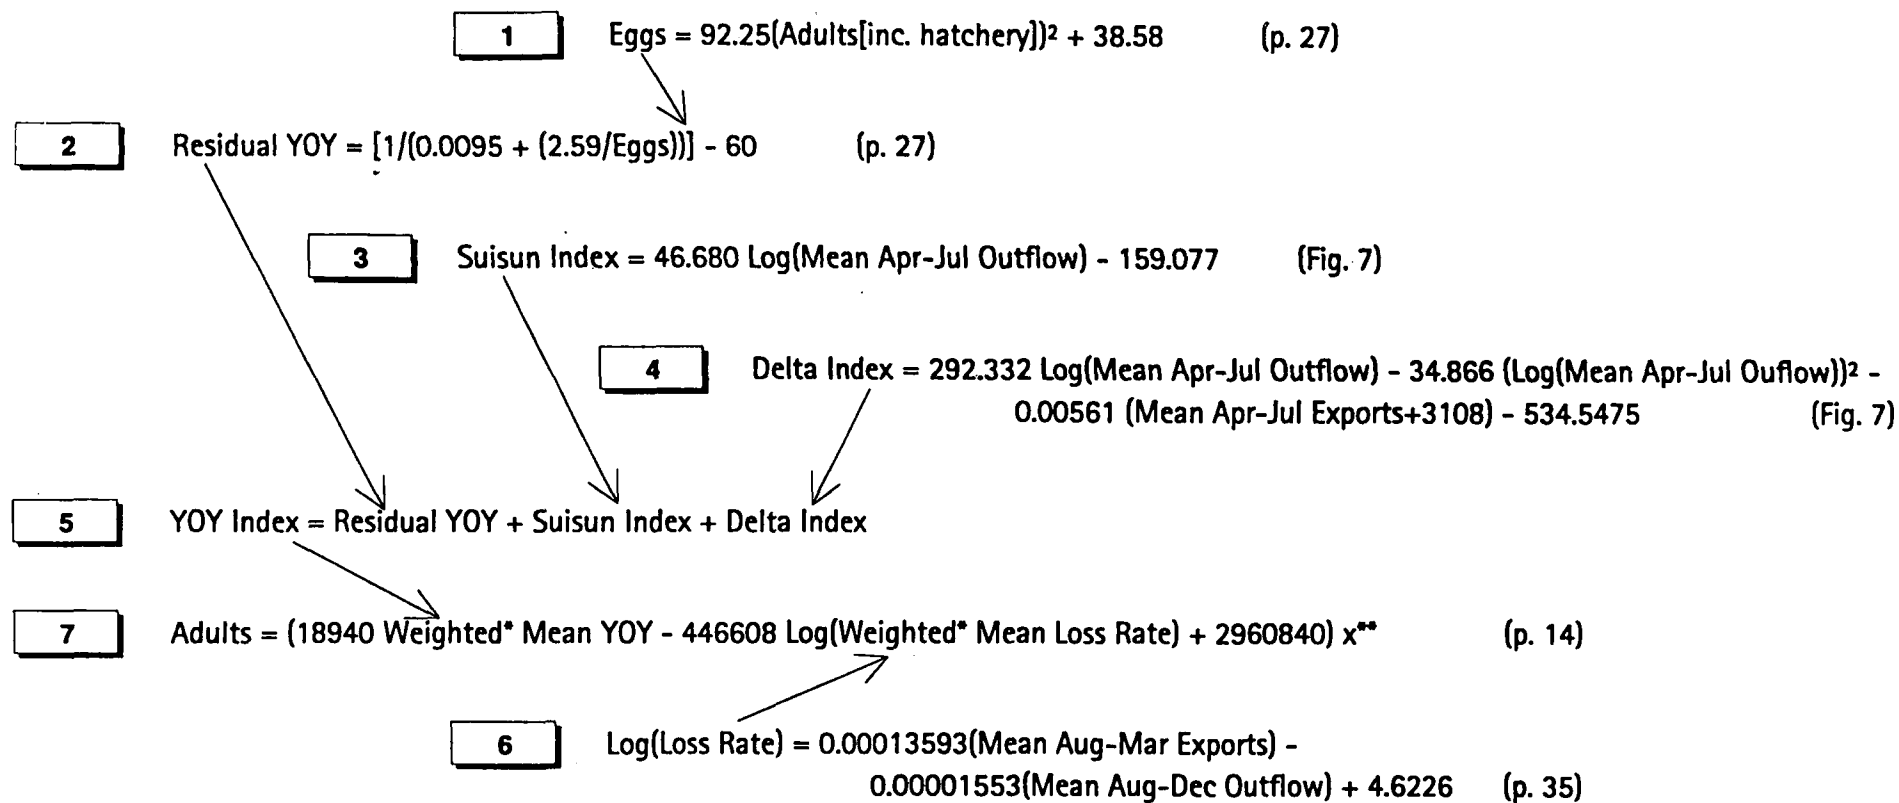 1 Eggs = 92.25(Adults[inc. hatchery])² + 38.58 (p. 27)
2 Residual YOY = [1/(0.0095 + (2.59/Eggs))] - 60 (p. 27)
3 Suisun Index = 46.680 Log(Mean Apr-Jul Outflow) - 159.077 (Fig. 7)
4 Delta Index = 292.332 Log(Mean Apr-Jul Outflow) - 34.866 (Log(Mean Apr-Jul Ouflow))² -
0.00561 (Mean Apr-Jul Exports+3108) - 534.5475 (Fig. 7)
5 YOY Index = Residual YOY + Suisun Index + Delta Index
7 Adults = (18940 Weighted* Mean YOY - 446608 Log(Weighted* Mean Loss Rate) + 2960840) x** (p. 14)
6 Log(Loss Rate) = 0.00013593(Mean Aug-Mar Exports) -
0.00001553(Mean Aug-Dec Outflow) + 4.6226 (p. 35)